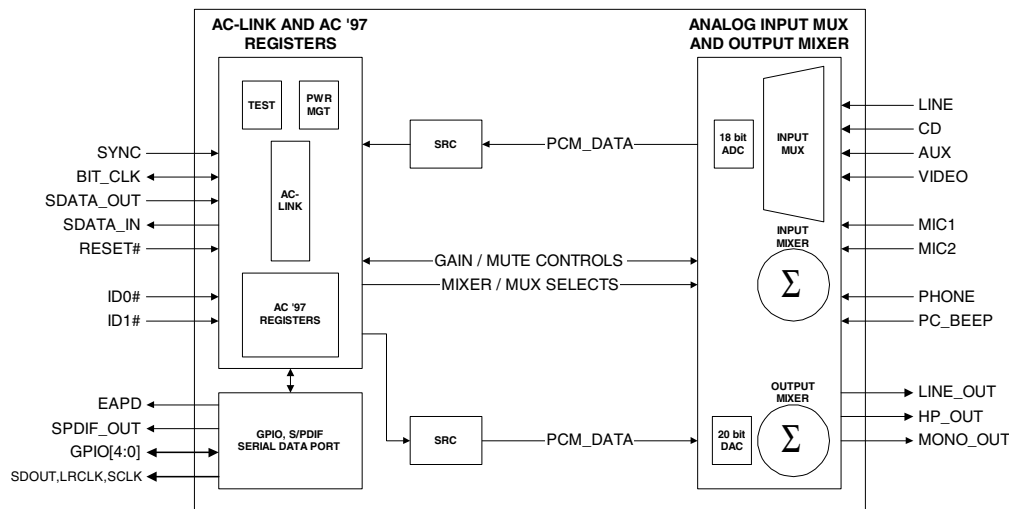 AC-LINK AND AC '97
REGISTERS
ANALOG INPUT MUX
AND OUTPUT MIXER
TEST
PWR
MGT
AC-
LINK
AC '97
REGISTERS
SYNC
BIT_CLK
SDATA_OUT
SDATA_IN
RESET#
ID0#
ID1#
EAPD
SPDIF_OUT
GPIO[4:0]
SDOUT,LRCLK,SCLK
GPIO, S/PDIF
SERIAL DATA PORT
SRC
PCM_DATA
GAIN / MUTE CONTROLS
MIXER / MUX SELECTS
SRC
PCM_DATA
18 bit
ADC
INPUT
MUX
INPUT
MIXER
Σ
OUTPUT
MIXER
Σ
20 bit
DAC
LINE
CD
AUX
VIDEO
MIC1
MIC2
PHONE
PC_BEEP
LINE_OUT
HP_OUT
MONO_OUT